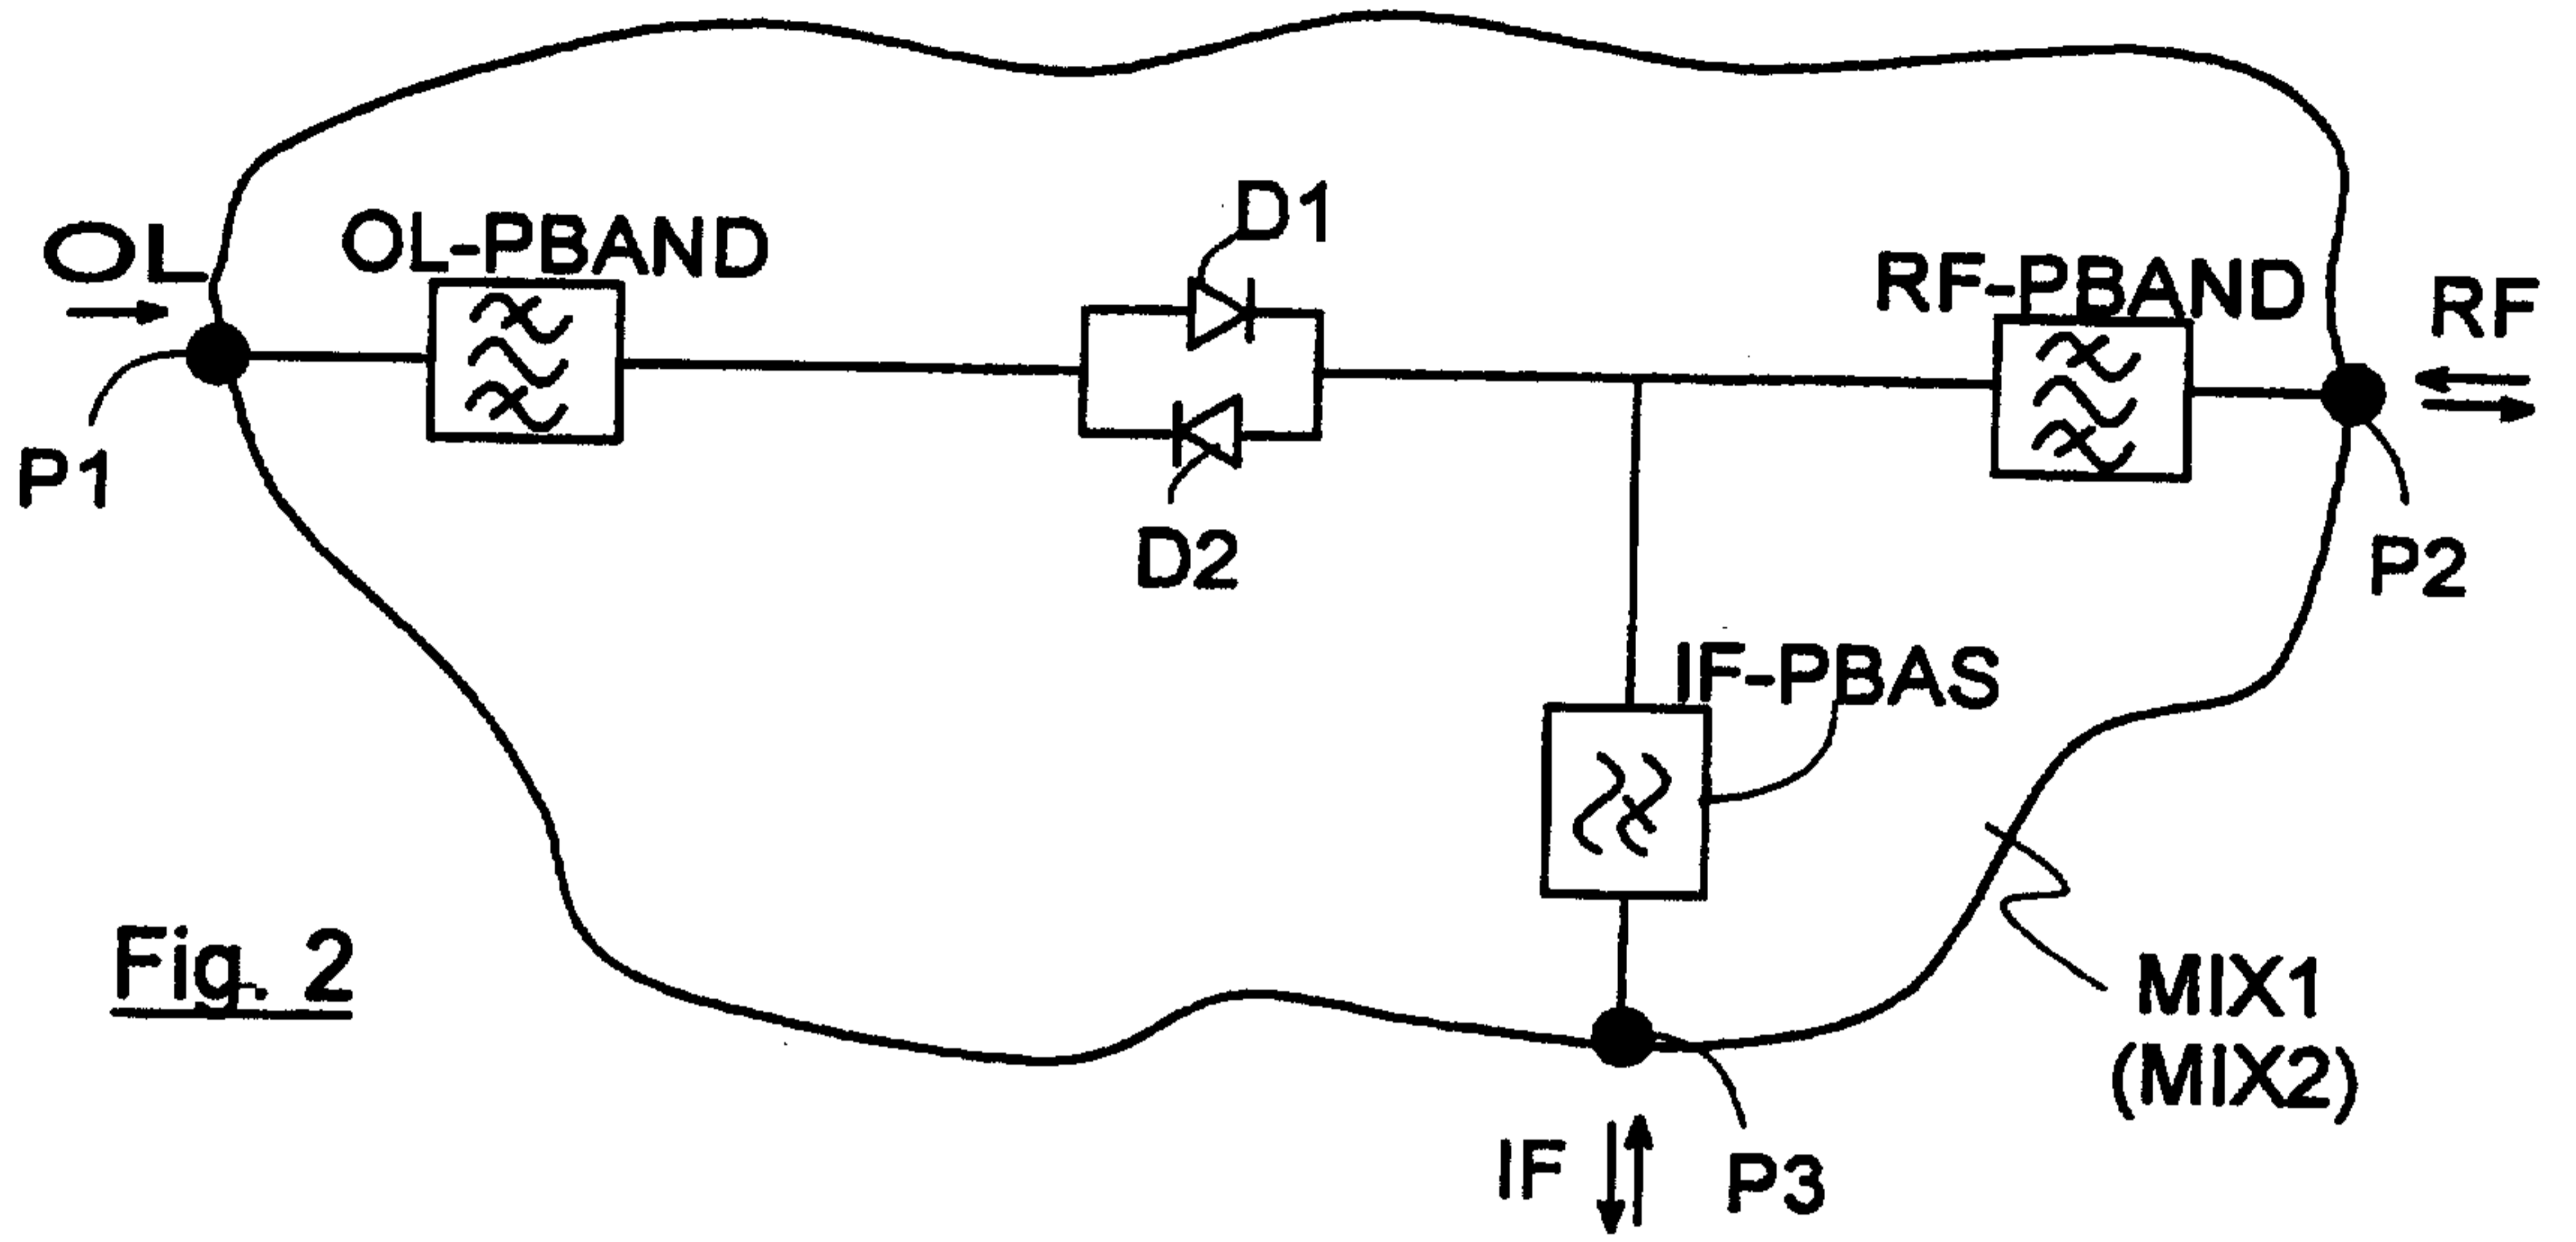 D1
OL
OL-PBAND
RF-PBAND
RF
P1
D2
P2
IF-PBAS
Fig. 2
MIX1
(MIX2)
IF
P3